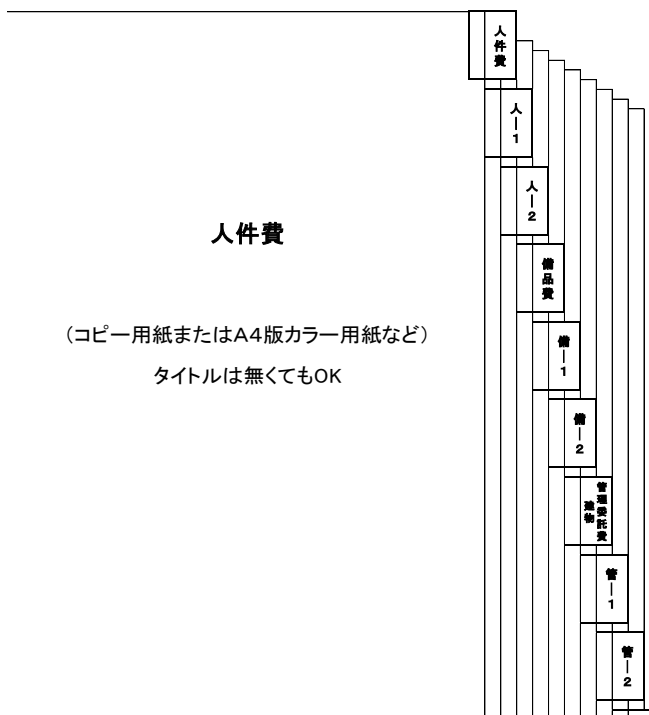 人件費
(コピー用紙またはA4版カラー用紙など)
タイトルは無くてもOK
人件費
人ー1
人ー2
備品費
備ー1
備ー2
建物
管理委託費
管ー1
管ー2